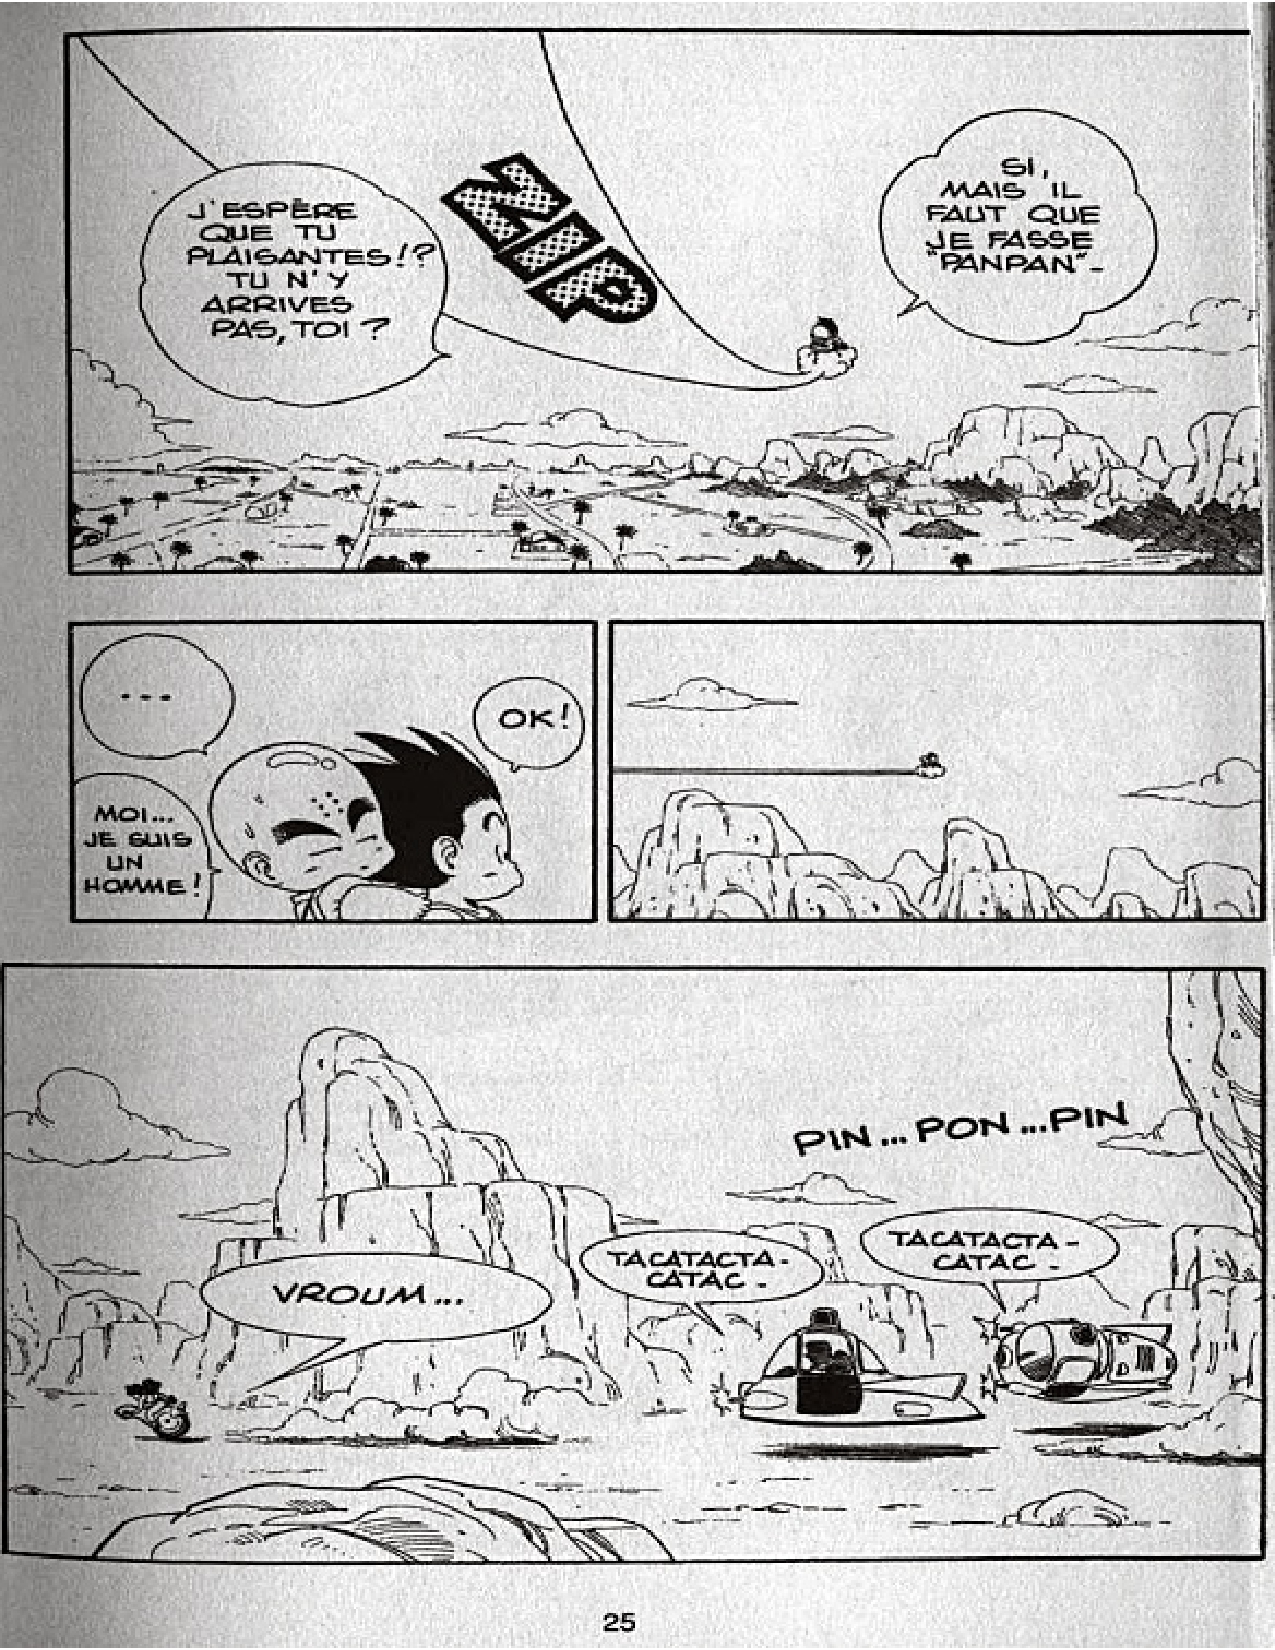 J'ESPÈRE
QUE TU
PLAISANTES!?
TU N'Y
ARRIVES
PAS, TOI ?
ZIP
SI,
MAIS IL
FAUT QUE
JE FASSE
"PANPAN"-
---
MOI...
JE SUIS
UN
HOMME !
OK!
PIN...PON...PIN
VROUM...
TACATACTA-
CATAC-
TACATACTA-
CATAC-
25